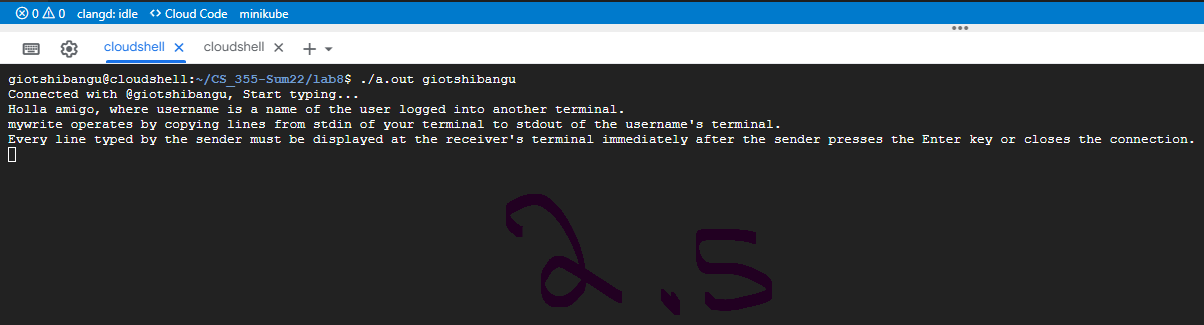 0 0 clangd: idle <> Cloud Code minikube
cloudshell cloudshell
giotshibangu@cloudshell:~/CS_355-Sum22/lab8$ ./a.out giotshibangu
Connected with @giotshibangu, Start typing...
Holla amigo, where username is a name of the user logged into another terminal.
mywrite operates by copying lines from stdin of your terminal to stdout of the username's terminal.
Every line typed by the sender must be displayed at the receiver's terminal immediately after the sender presses the Enter key or closes the connection.
2.5